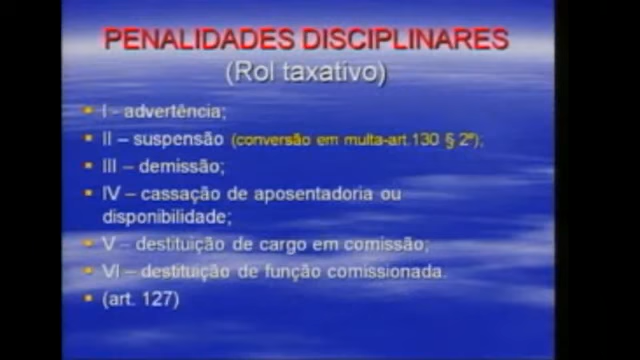 PENALIDADES DISCIPLINARES
(Rol taxativo)
I - advertência;
II – suspensão (conversão em multa-art.130 § 2º);
III – demissão;
IV – cassação de aposentadoria ou
disponibilidade;
V – destituição de cargo em comissão;
VI – destituição de função comissionada.
(art. 127)